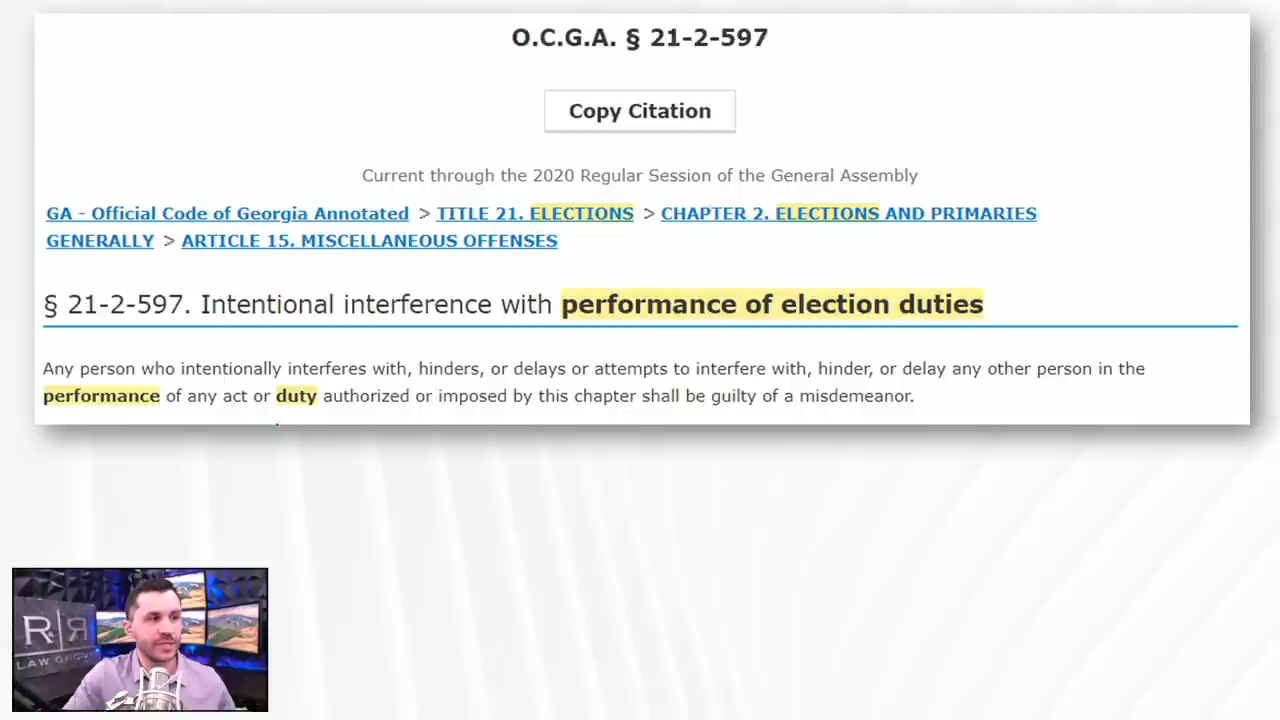 O.C.G.A. § 21-2-597
Copy Citation
Current through the 2020 Regular Session of the General Assembly
GA - Official Code of Georgia Annotated > TITLE 21. ELECTIONS > CHAPTER 2. ELECTIONS AND PRIMARIES
GENERALLY > ARTICLE 15. MISCELLANEOUS OFFENSES
§ 21-2-597. Intentional interference with performance of election duties
Any person who intentionally interferes with, hinders, or delays or attempts to interfere with, hinder, or delay any other person in the
performance of any act or duty authorized or imposed by this chapter shall be guilty of a misdemeanor.
R|R
LAW GROUP